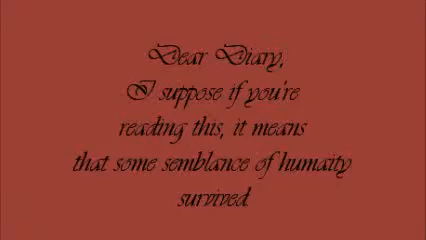 Dear Diary,
I suppose if you're
reading this, it means
that some semblance of humaity
survived